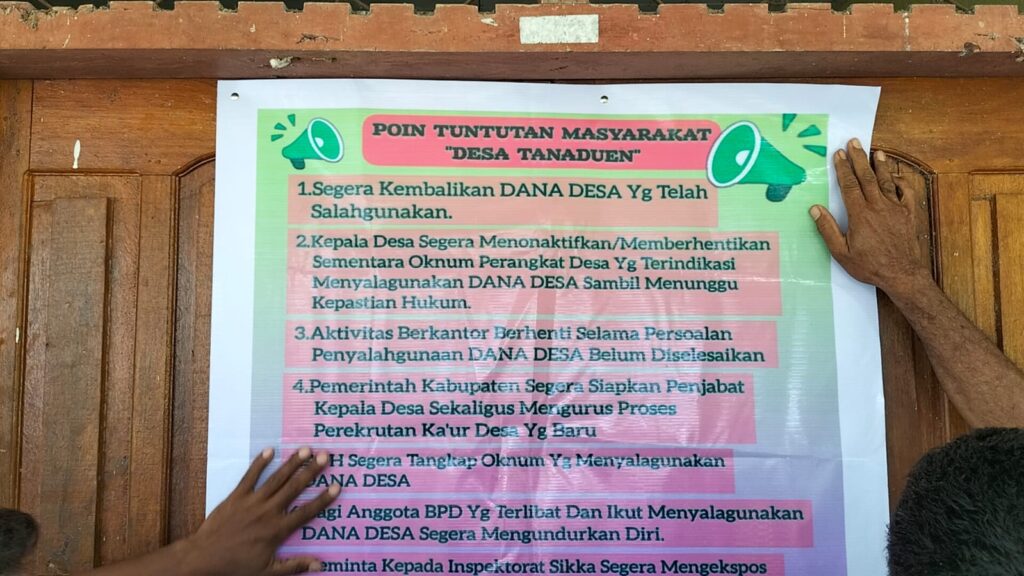 POIN TUNTUTAN MASYARAKAT
"DESA TANADUEN"
1.Segera Kembalikan DANA DESA Yg Telah
Salahgunakan.
2.Kepala Desa Segera Menonaktifkan/Memberhentikan
Sementara Oknum Perangkat Desa Yg Terindikasi
Menyalagunakan DANA DESA Sambil Menunggu
Kepastian Hukum.
3.Aktivitas Berkantor Berhenti Selama Persoalan
Penyalahgunaan DANA DESA Belum Diselesaikan
4.Pemerintah Kabupaten Segera Siapkan Penjabat
Kepala Desa Sekaligus Mengurus Proses
Perekrutan Ka'ur Desa Yg Baru
Segera Tangkap Oknum Yg Menyalagunakan
DANA DESA
Anggota BPD Yg Terlibat Dan Ikut Menyalagunakan
DANA DESA Segera Mengundurkan Diri.
Kepada Inspektorat Sikka Segera Mengekspos